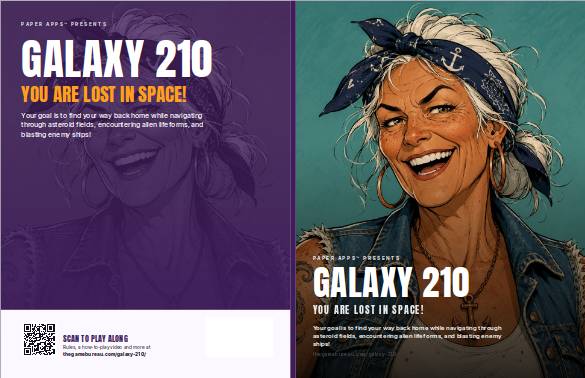 PAPER APPS™ PRESENTS
GALAXY 210
YOU ARE LOST IN SPACE!
Your goal is to find your way back home while navigating
through asteroid fields, encountering alien life forms, and
blasting enemy ships!
SCAN TO PLAY ALONG
Rules, a how-to-play video and more at
thegamebureau.com/galaxy-210/
PAPER APPS™ PRESENTS
GALAXY 210
YOU ARE LOST IN SPACE!
Your goal is to find your way back home while navigating through
asteroid fields, encountering alien life forms, and blasting enemy
ships!
thegamebureau.com/galaxy-210/